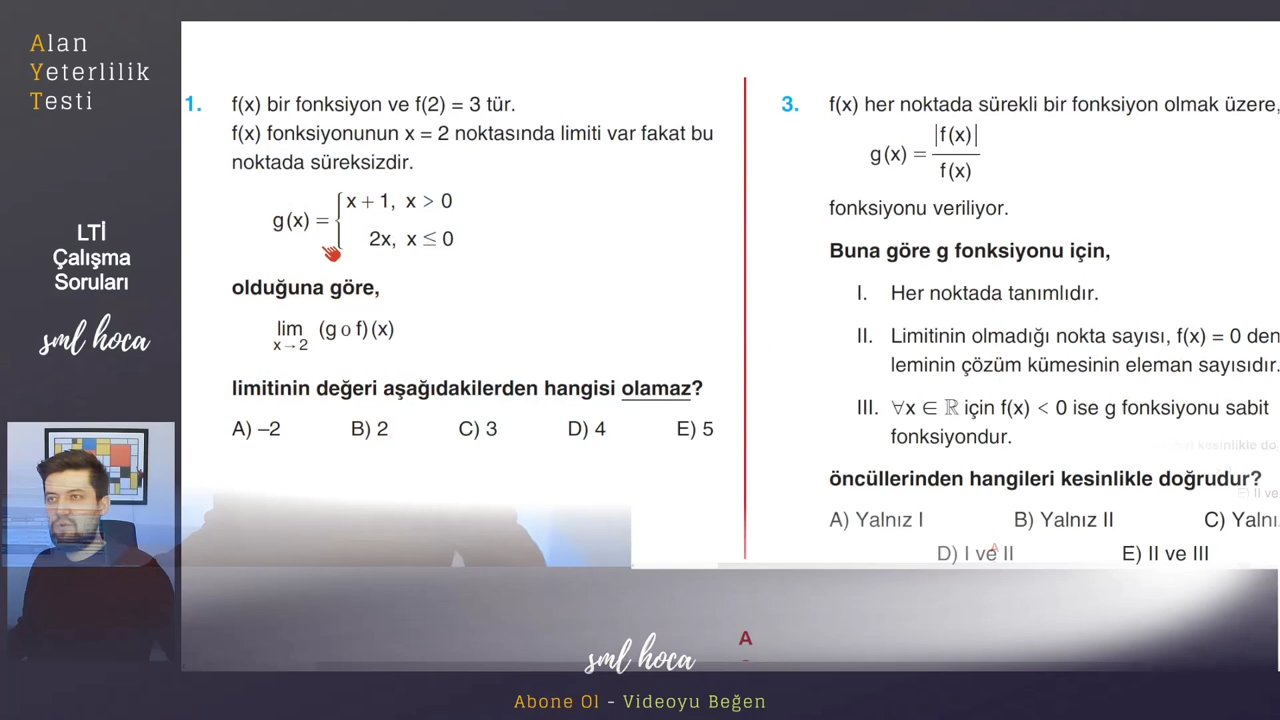 Alan
Yeterlilik
Testi
LTİ
Çalışma
Soruları
sml hoca
1. f(x) bir fonksiyon ve f(2) = 3 tür.
f(x) fonksiyonunun x = 2 noktasında limiti var fakat bu
noktada süreksizdir.
g(x) = { x + 1, x > 0
2x, x ≤ 0
olduğuna göre,
lim (g o f)(x)
x → 2
limitinin değeri aşağıdakilerden hangisi olamaz?
A) –2 B) 2 C) 3 D) 4 E) 5
3. f(x) her noktada sürekli bir fonksiyon olmak üzere,
g(x) = |f(x)| / f(x)
fonksiyonu veriliyor.
Buna göre g fonksiyonu için,
I. Her noktada tanımlıdır.
II. Limitinin olmadığı nokta sayısı, f(x) = 0 den
leminin çözüm kümesinin eleman sayısıdır.
III. ∀x ∈ ℝ için f(x) < 0 ise g fonksiyonu sabit
fonksiyondur.
öncüllerinden hangileri kesinlikle doğrudur?
A) Yalnız I B) Yalnız II C) Yalnı
D) I ve II E) II ve III
A
sml hoca
Abone Ol - Videoyu Beğen